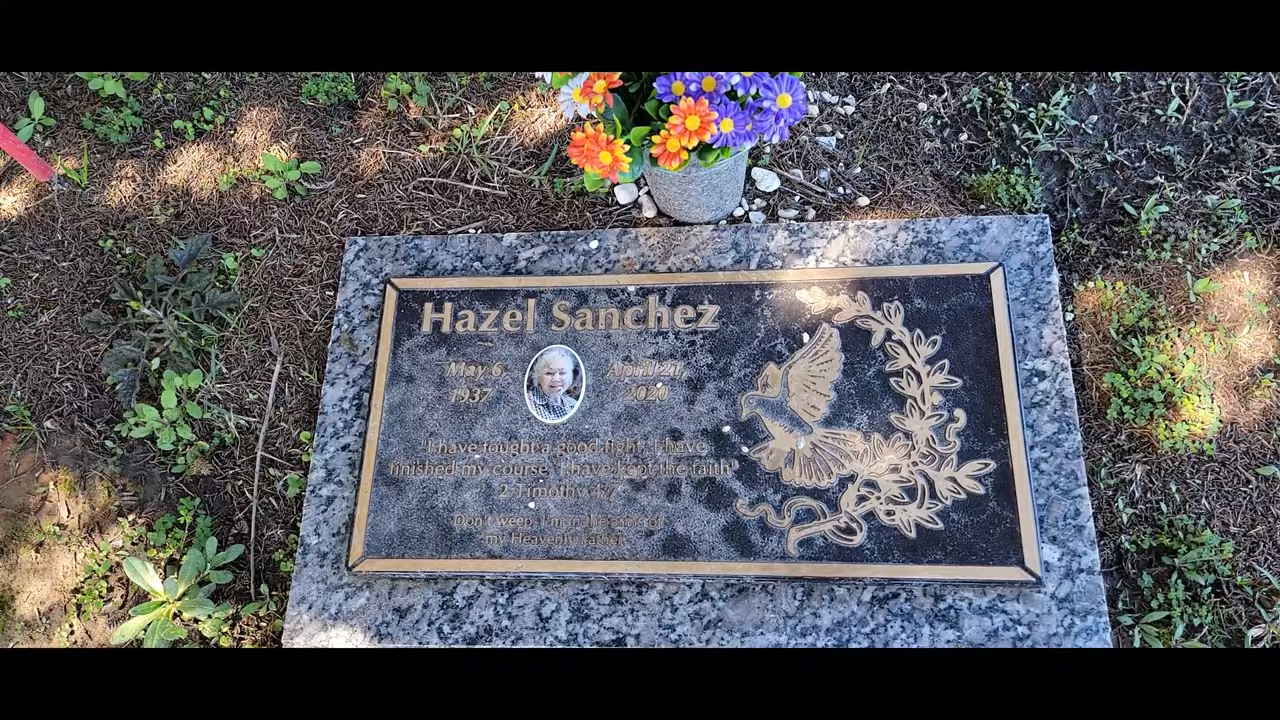 Hazel Sanchez
May 6, 1937
April 21, 2020
"I have fought a good fight, I have
finished my course, I have kept the faith"
2 Timothy 4:7
Don't weep, I'm in the arms of
my Heavenly Father